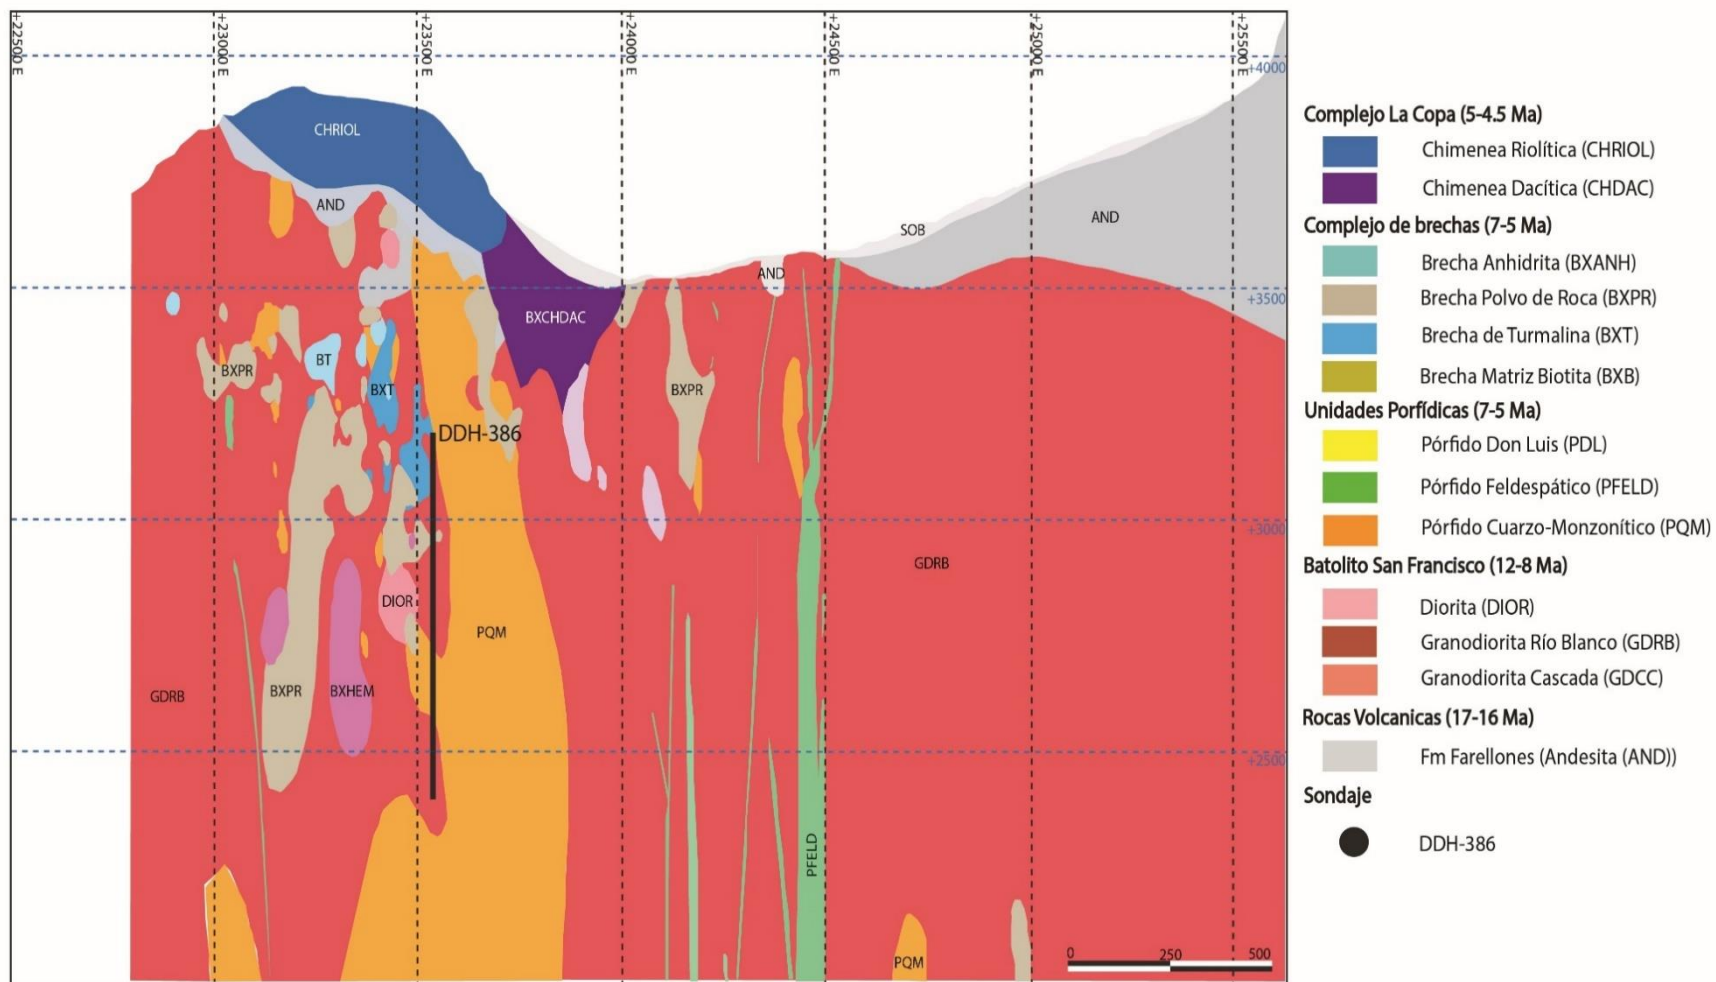 +22500 E
+23000 E
+23500 E
+24000 E
+24500 E
+25000 E
+25500 E
+4000
CHRIOL
AND
SOB
AND
AND
+3500
BXCHDAC
BT
BXPR
BXT
BXPR
DDH-386
+3000
GDRB
DIOR
PQM
GDRB
BXPR
BXHEM
+2500
PFELD
PQM
0 250 500
Complejo La Copa (5-4.5 Ma)
Chimenea Riolítica (CHRIOL)
Chimenea Dacítica (CHDAC)
Complejo de brechas (7-5 Ma)
Brecha Anhidrita (BXANH)
Brecha Polvo de Roca (BXPR)
Brecha de Turmalina (BXT)
Brecha Matriz Biotita (BXB)
Unidades Porfídicas (7-5 Ma)
Pórfido Don Luis (PDL)
Pórfido Feldespático (PFELD)
Pórfido Cuarzo-Monzonítico (PQM)
Batolito San Francisco (12-8 Ma)
Diorita (DIOR)
Granodiorita Río Blanco (GDRB)
Granodiorita Cascada (GDCC)
Rocas Volcanicas (17-16 Ma)
Fm Farellones (Andesita (AND))
Sondaje
DDH-386